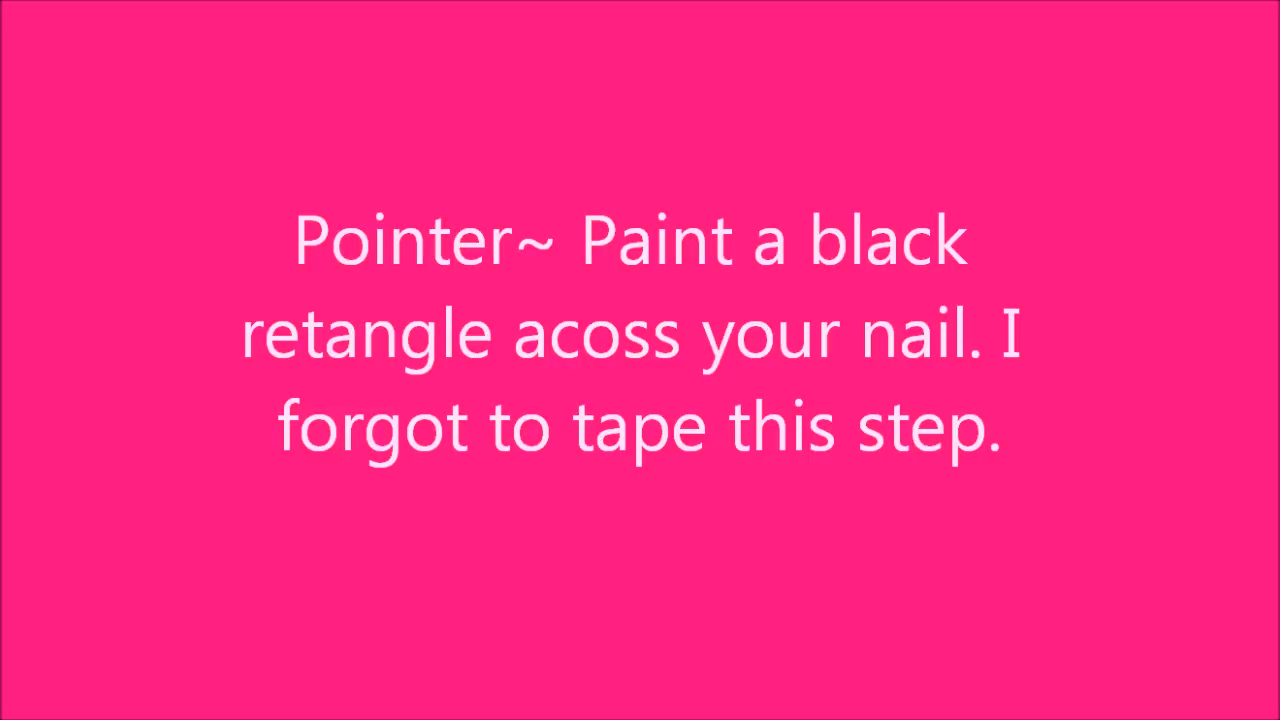 Pointer~ Paint a black
retangle acoss your nail. I
forgot to tape this step.